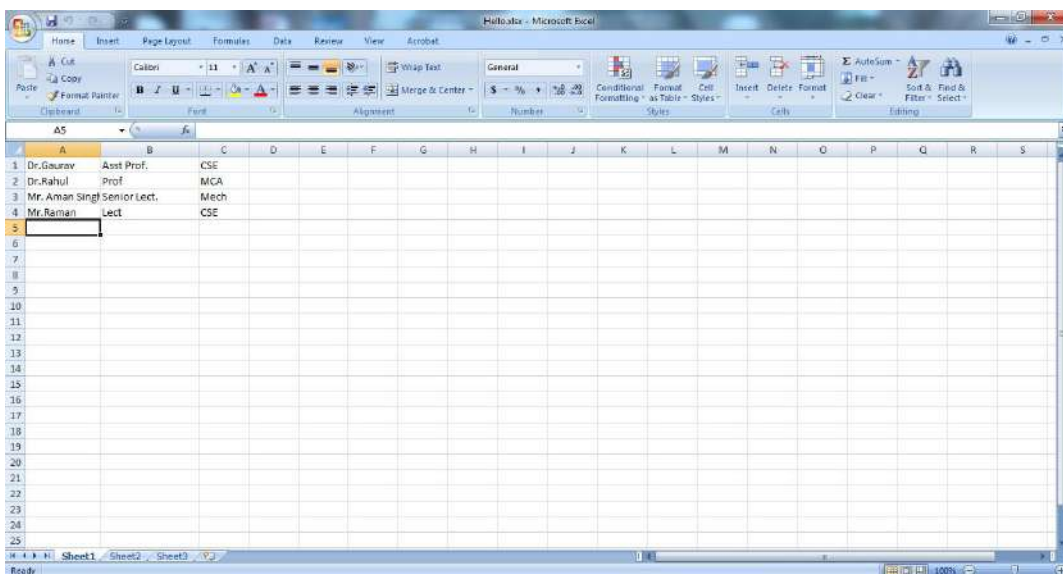 Hello.xlsx - Microsoft Excel
Home Insert Page Layout Formulas Data Review View Acrobat
Cut
Copy
Format Painter
Paste
Calibri 11
Wrap Text
Merge & Center
General
Conditional Formatting
Format as Table
Cell Styles
Insert Delete Format
AutoSum
Fill
Clear
Sort & Filter
Find & Select
Clipboard Font Alignment Number Styles Cells Editing
A5 fx
A B C D E F G H I J K L M N O P Q R S
1 Dr.Gaurav Asst Prof. CSE
2 Dr.Rahul Prof MCA
3 Mr. Aman Singh Senior Lect. Mech
4 Mr.Raman Lect CSE
5
6
7
8
9
10
11
12
13
14
15
16
17
18
19
20
21
22
23
24
25
Sheet1 Sheet2 Sheet3
Ready 100%